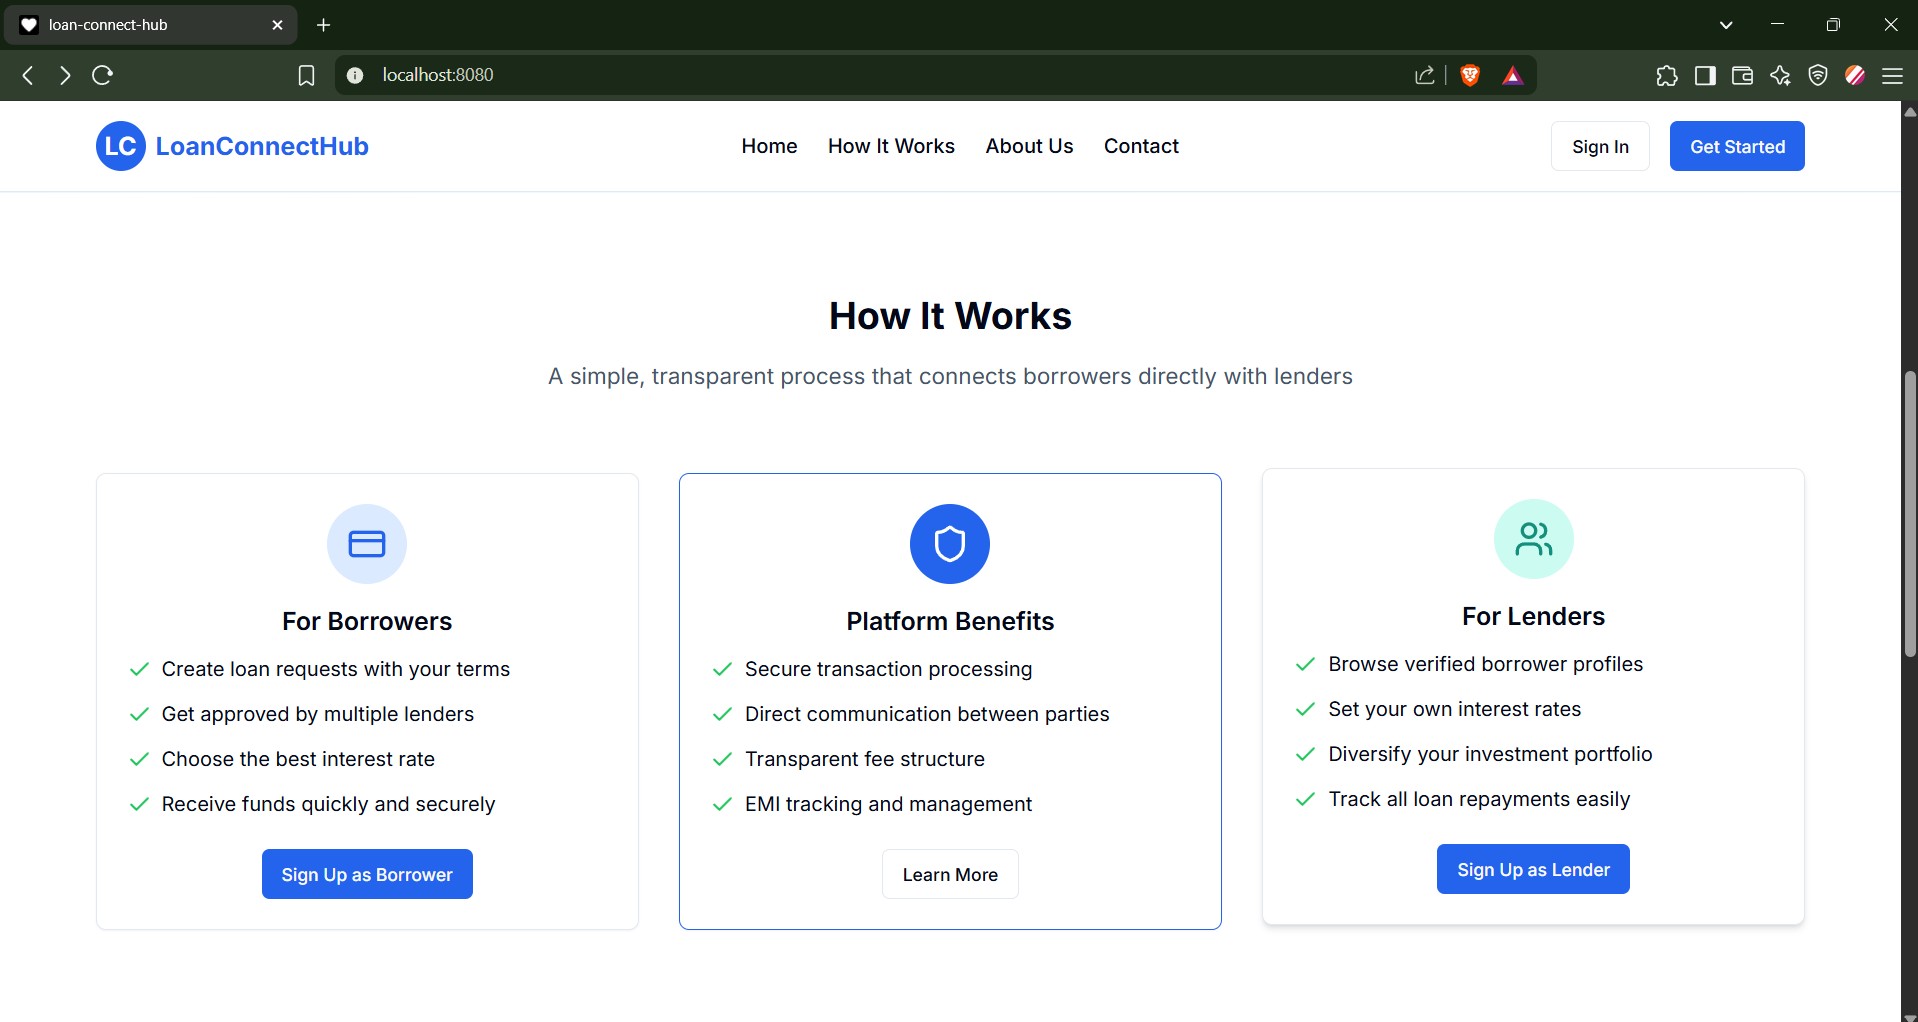 loan-connect-hub
localhost:8080
LC LoanConnectHub
Home How It Works About Us Contact
Sign In Get Started
How It Works
A simple, transparent process that connects borrowers directly with lenders
For Borrowers
Create loan requests with your terms
Get approved by multiple lenders
Choose the best interest rate
Receive funds quickly and securely
Sign Up as Borrower
Platform Benefits
Secure transaction processing
Direct communication between parties
Transparent fee structure
EMI tracking and management
Learn More
For Lenders
Browse verified borrower profiles
Set your own interest rates
Diversify your investment portfolio
Track all loan repayments easily
Sign Up as Lender